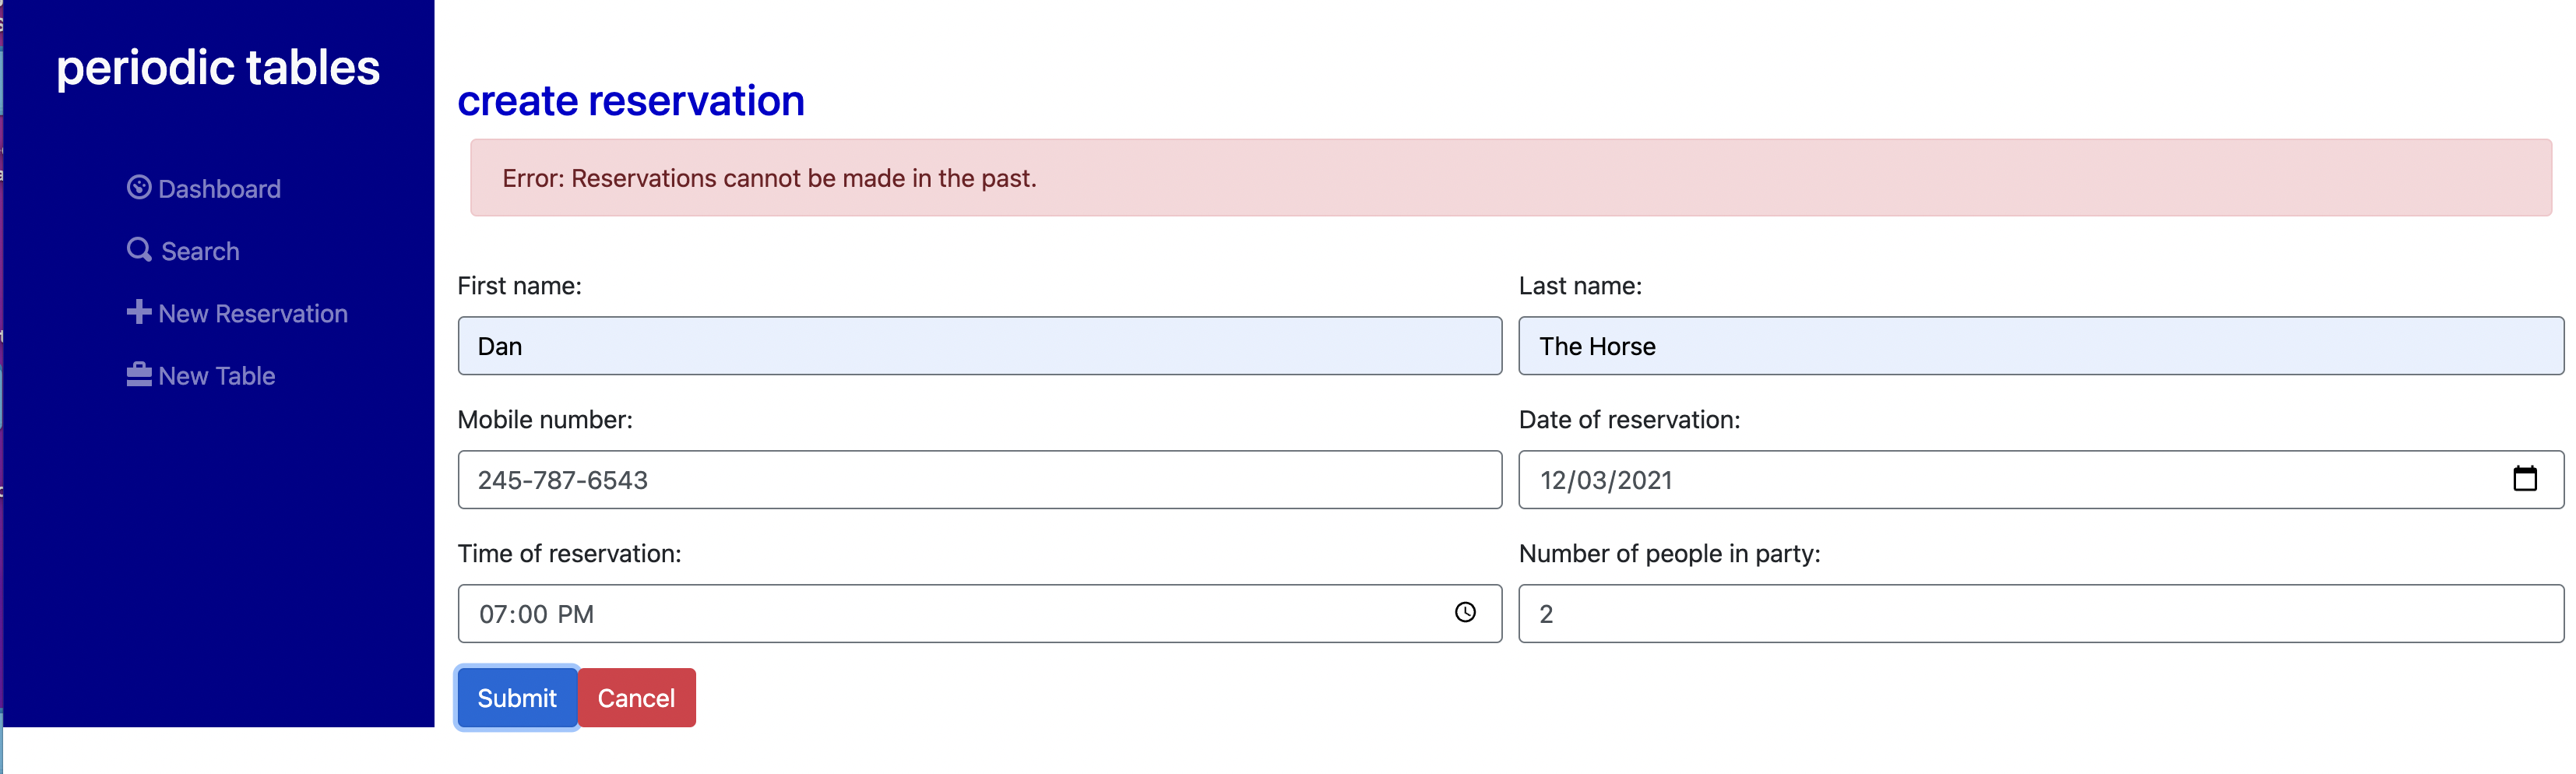 periodic tables
Dashboard
Search
New Reservation
New Table
create reservation
Error: Reservations cannot be made in the past.
First name:
Last name:
Dan
The Horse
Mobile number:
Date of reservation:
245-787-6543
12/03/2021
Time of reservation:
Number of people in party:
07:00 PM
2
Submit
Cancel